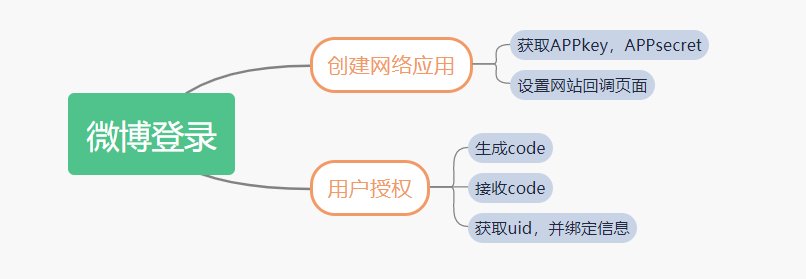 微博登录
创建网络应用
获取APPkey，APPsecret
设置网站回调页面
用户授权
生成code
接收code
获取uid，并绑定信息